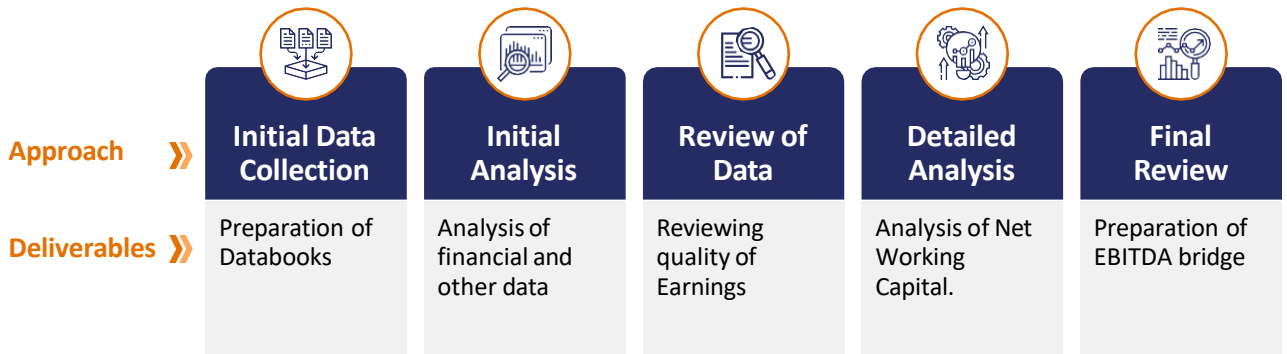 Approach
Initial Data
Collection
Initial
Analysis
Review of
Data
Detailed
Analysis
Final
Review
Deliverables
Preparation of
Databooks
Analysis of
financial and
other data
Reviewing
quality of
Earnings
Analysis of Net
Working
Capital.
Preparation of
EBITDA bridge